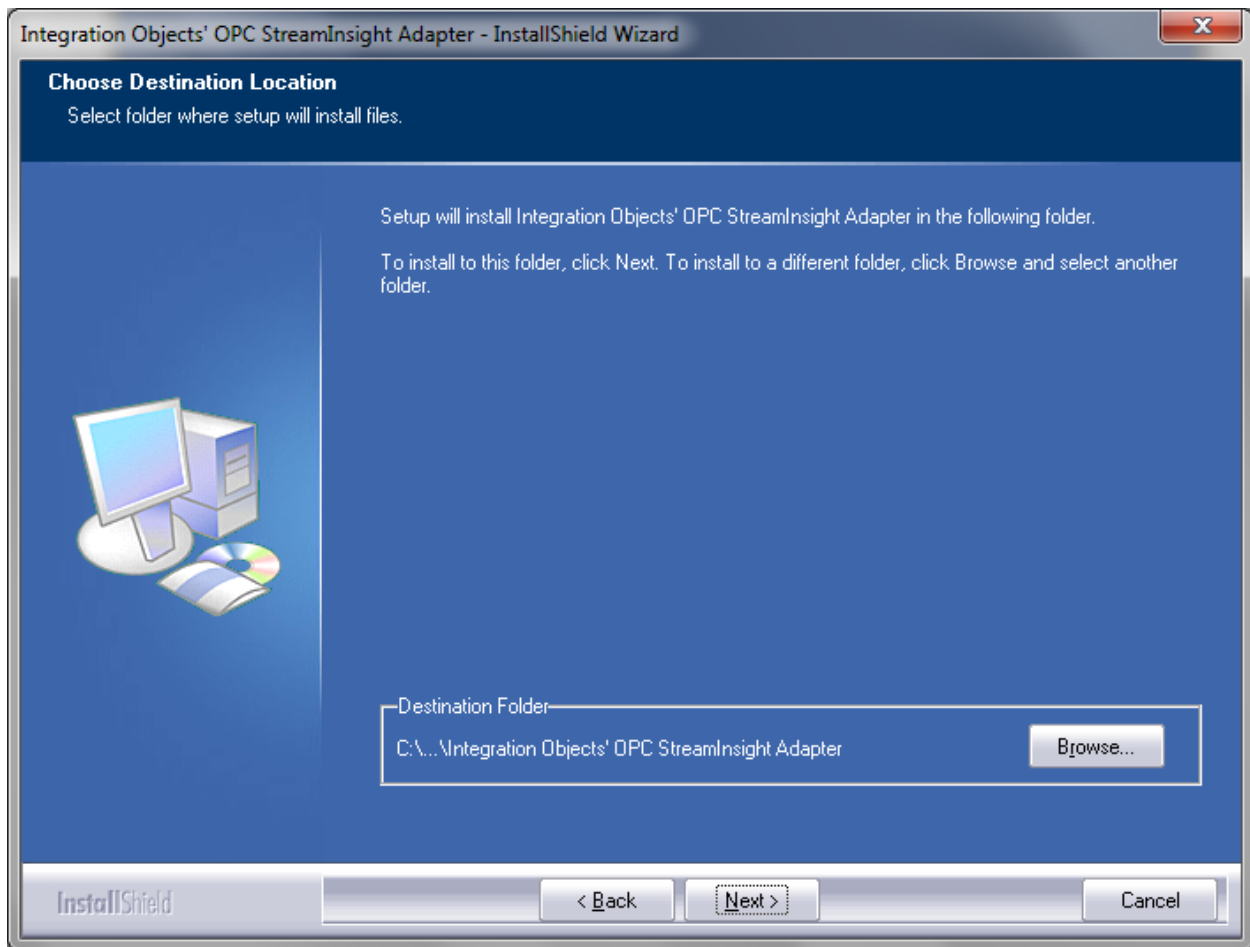 Integration Objects' OPC StreamInsight Adapter - InstallShield Wizard
Choose Destination Location
Select folder where setup will install files.
Setup will install Integration Objects' OPC StreamInsight Adapter in the following folder.
To install to this folder, click Next. To install to a different folder, click Browse and select another
folder.
Destination Folder
C:\...\Integration Objects' OPC StreamInsight Adapter
Browse...
InstallShield
< Back
Next >
Cancel